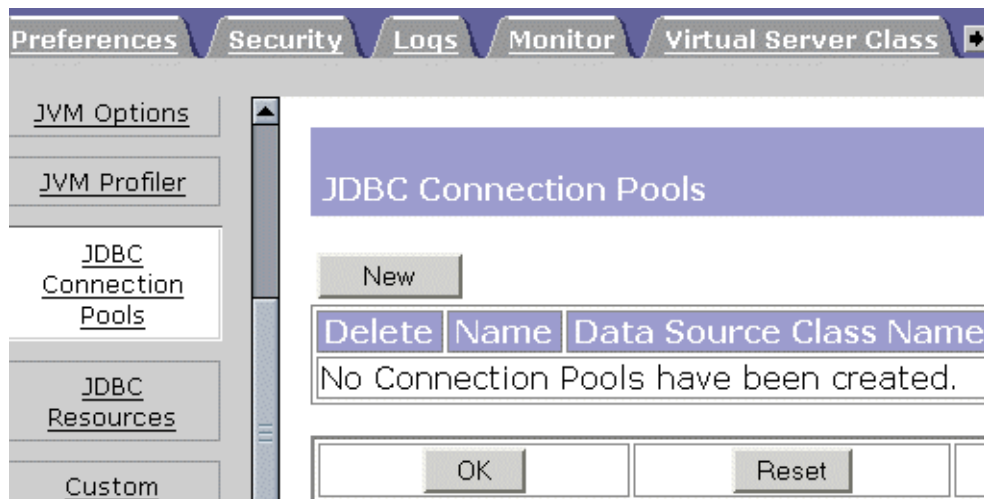 Preferences Security Logs Monitor Virtual Server Class
JVM Options
JVM Profiler
JDBC
Connection
Pools
JDBC
Resources
Custom
JDBC Connection Pools
New
Delete Name Data Source Class Name
No Connection Pools have been created.
OK Reset